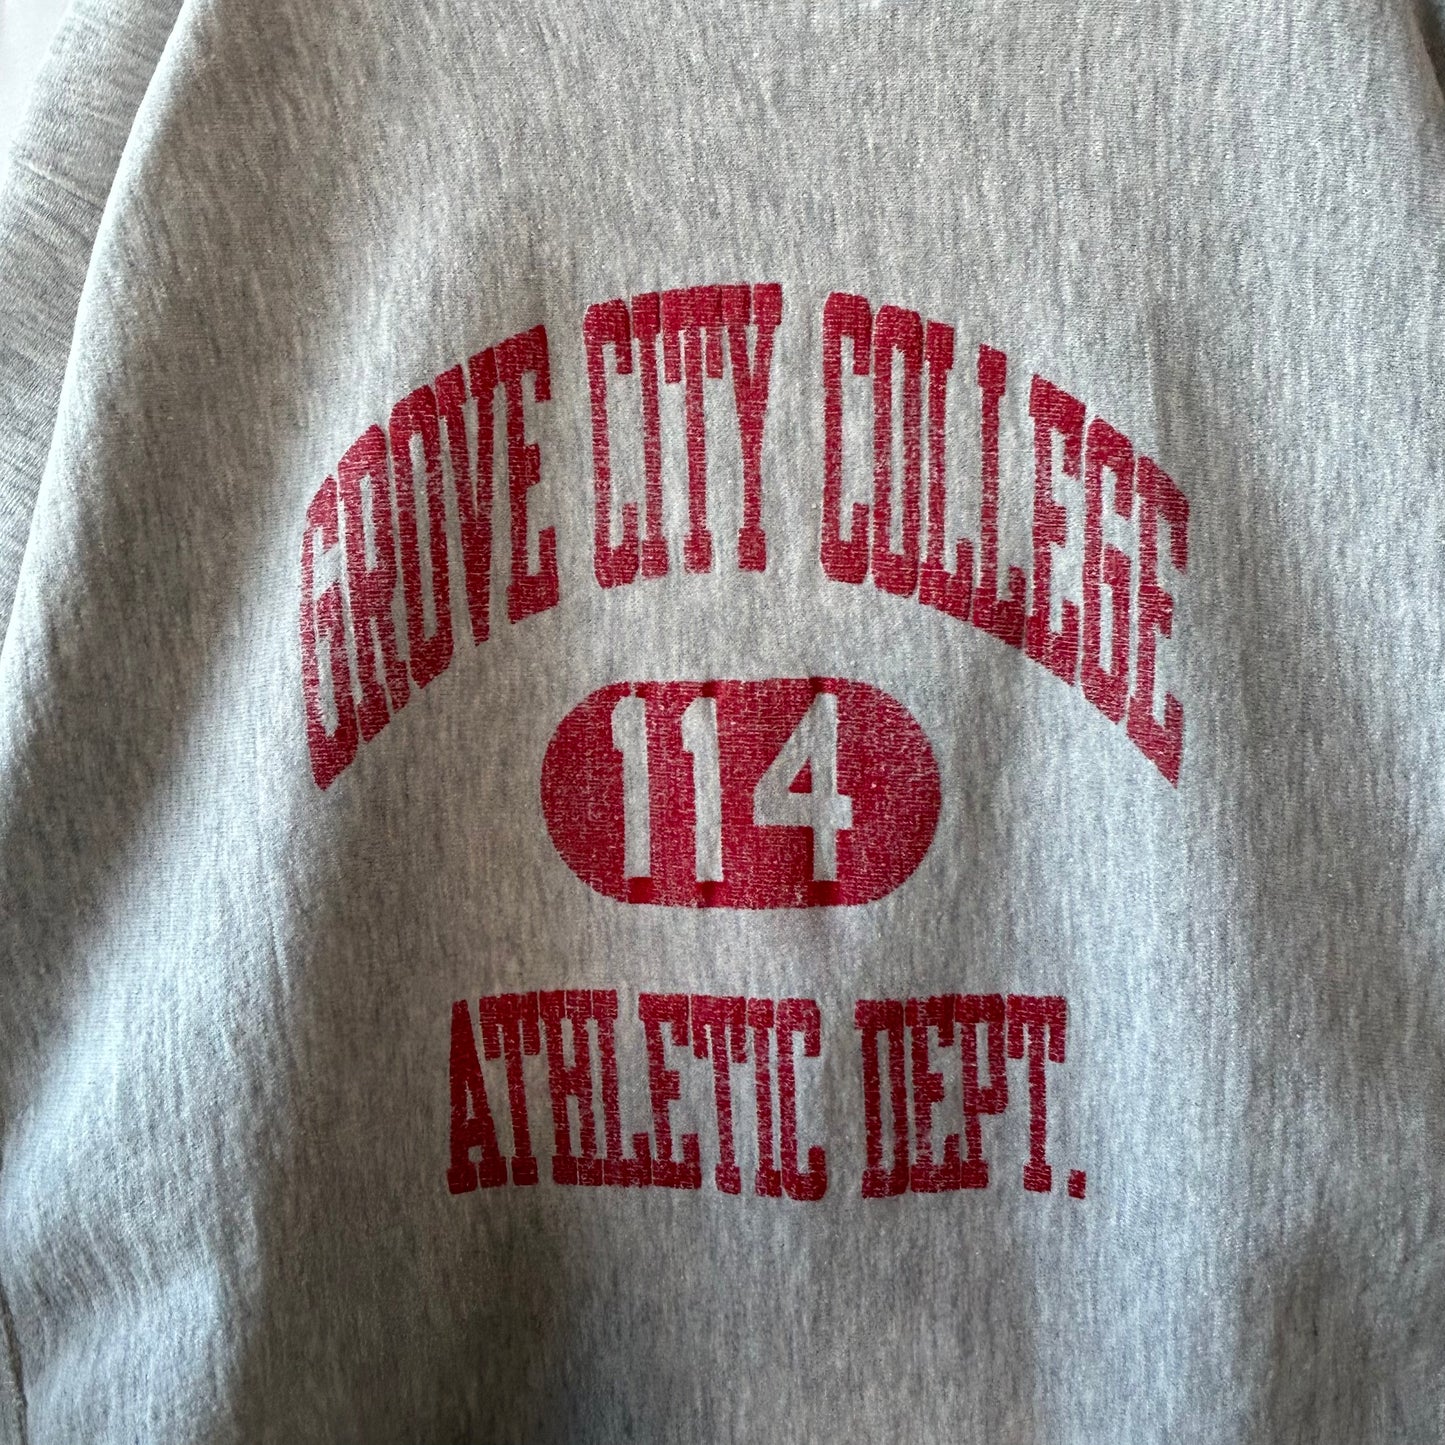 GROVE CITY COLLEGE
114
ATHLETIC DEPT.